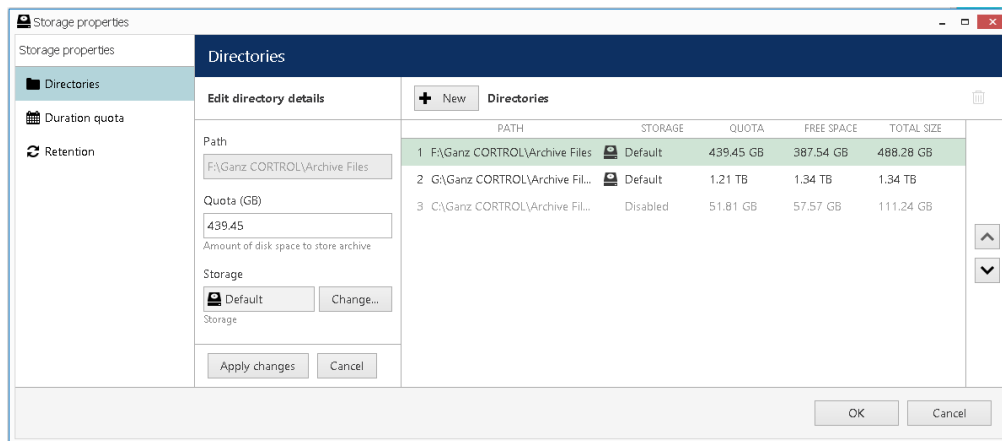 Storage properties
Storage properties
Directories
Duration quota
Retention
Directories
Edit directory details
Path
F:\Ganz CORTROL\Archive Files
Quota (GB)
439.45
Amount of disk space to store archive
Storage
Default Change...
Storage
Apply changes Cancel
New Directories
PATH STORAGE QUOTA FREE SPACE TOTAL SIZE
1 F:\Ganz CORTROL\Archive Files Default 439.45 GB 387.54 GB 488.28 GB
2 G:\Ganz CORTROL\Archive Fil... Default 1.21 TB 1.34 TB 1.34 TB
3 C:\Ganz CORTROL\Archive Fil... Disabled 51.81 GB 57.57 GB 111.24 GB
OK Cancel